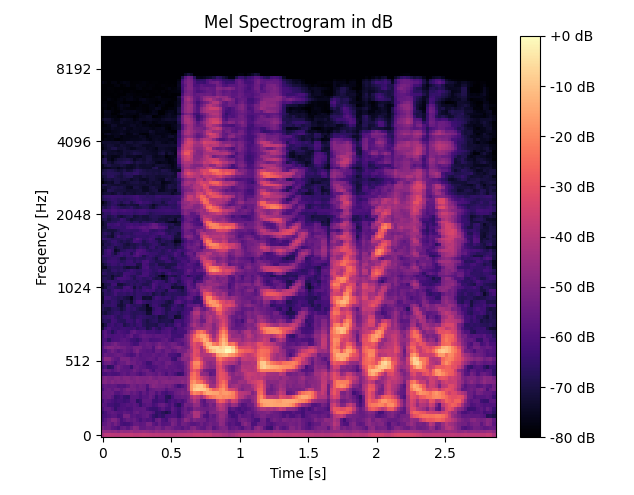 Mel Spectrogram in dB
8192
4096
2048
1024
512
0
Freqency [Hz]
0
0.5
1
1.5
2
2.5
Time [s]
+0 dB
-10 dB
-20 dB
-30 dB
-40 dB
-50 dB
-60 dB
-70 dB
-80 dB